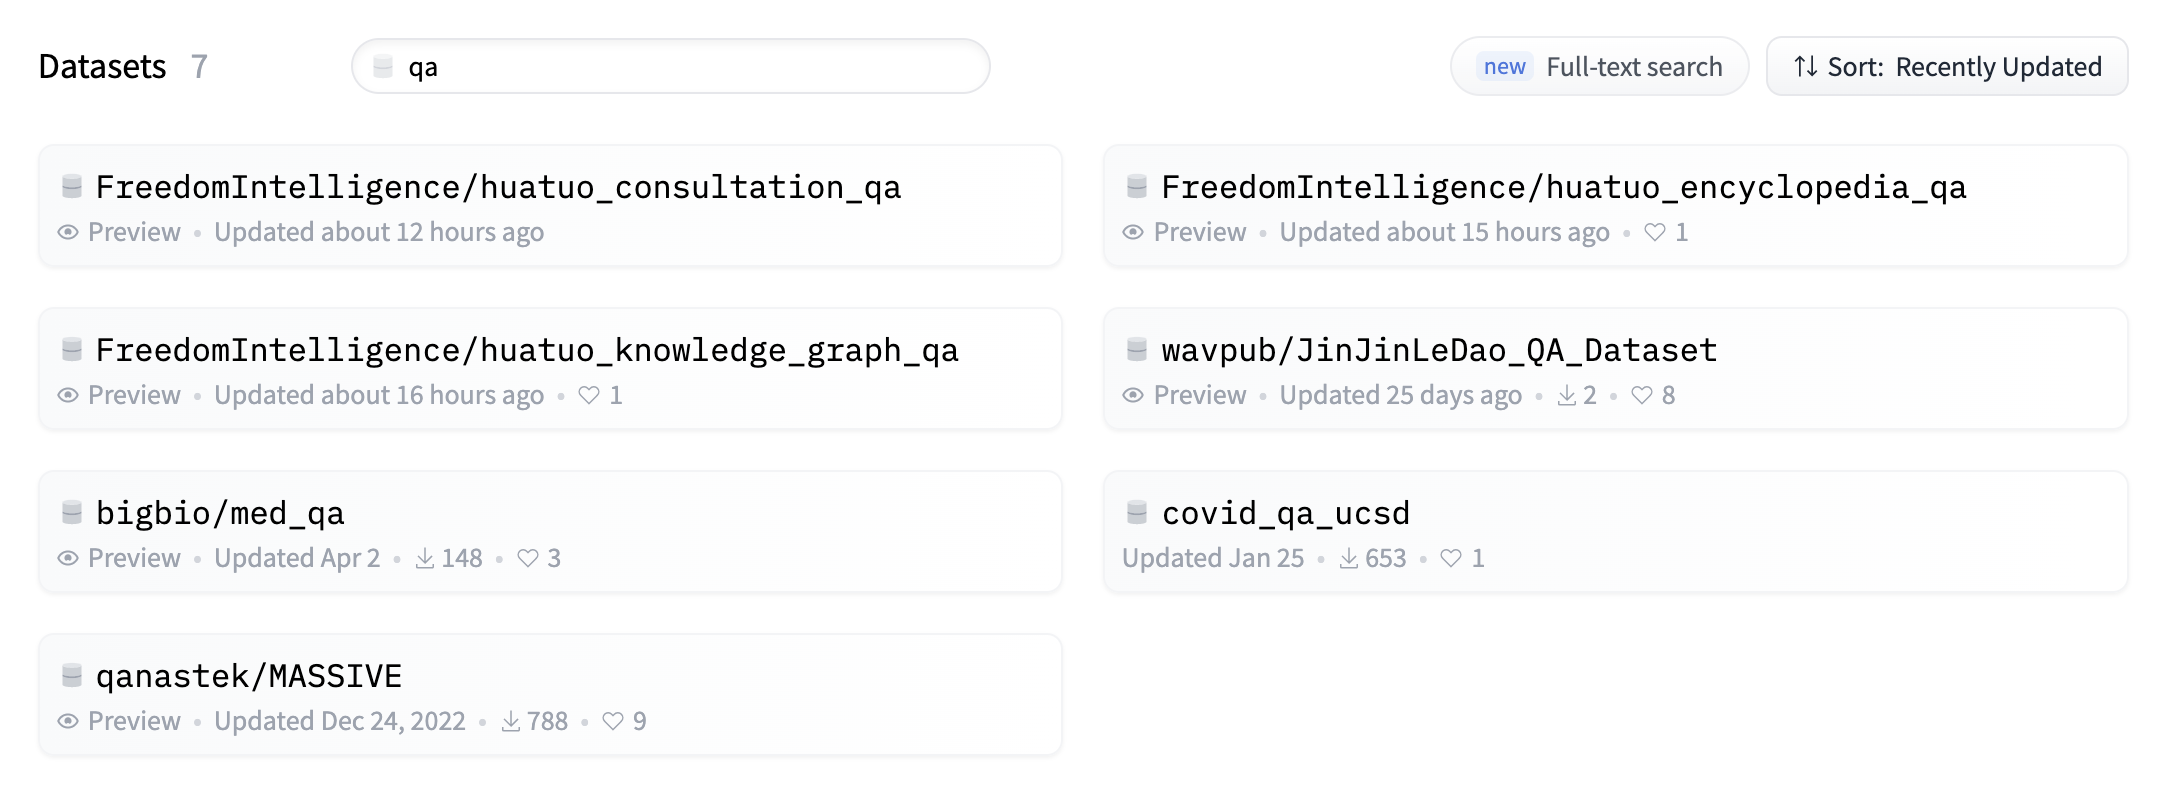 Datasets 7
qa
new Full-text search
Sort: Recently Updated
FreedomIntelligence/huatuo_consultation_qa
Preview • Updated about 12 hours ago
FreedomIntelligence/huatuo_encyclopedia_qa
Preview • Updated about 15 hours ago • 1
FreedomIntelligence/huatuo_knowledge_graph_qa
Preview • Updated about 16 hours ago • 1
wavpub/JinJinLeDao_QA_Dataset
Preview • Updated 25 days ago • 2 • 8
bigbio/med_qa
Preview • Updated Apr 2 • 148 • 3
covid_qa_ucsd
Updated Jan 25 • 653 • 1
qanastek/MASSIVE
Preview • Updated Dec 24, 2022 • 788 • 9